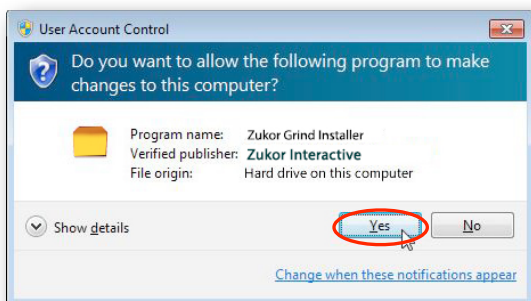 User Account Control
Do you want to allow the following program to make
changes to this computer?
Program name: Zukor Grind Installer
Verified publisher: Zukor Interactive
File origin: Hard drive on this computer
Show details
Yes
No
Change when these notifications appear